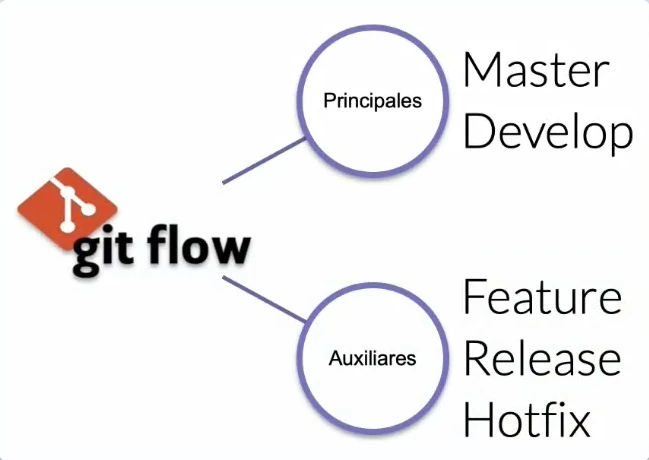 Principales
Master
Develop
git flow
Auxiliares
Feature
Release
Hotfix